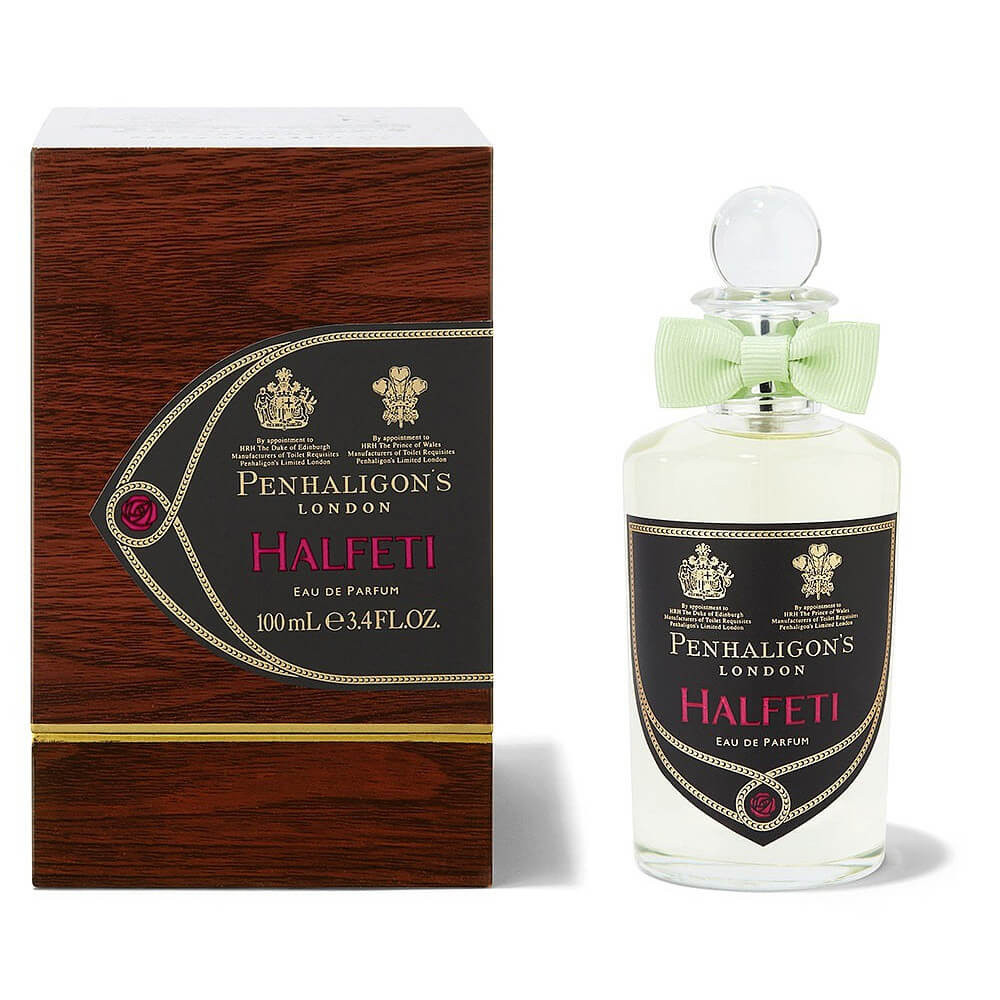 By appointment to
HRH The Duke of Edinburgh
Manufacturers of Toilet Requisites
Penhaligon's Limited London
By appointment to
HRH The Prince of Wales
Manufacturers of Toilet Requisites
Penhaligon's Limited London
PENHALIGON'S
LONDON
HALFETI
EAU DE PARFUM
100 mL ℮ 3.4 FL.OZ.
By appointment to
HRH The Duke of Edinburgh
Manufacturers of Toilet Requisites
Penhaligon's Limited London
By appointment to
HRH The Prince of Wales
Manufacturers of Toilet Requisites
Penhaligon's Limited London
PENHALIGON'S
LONDON
HALFETI
EAU DE PARFUM